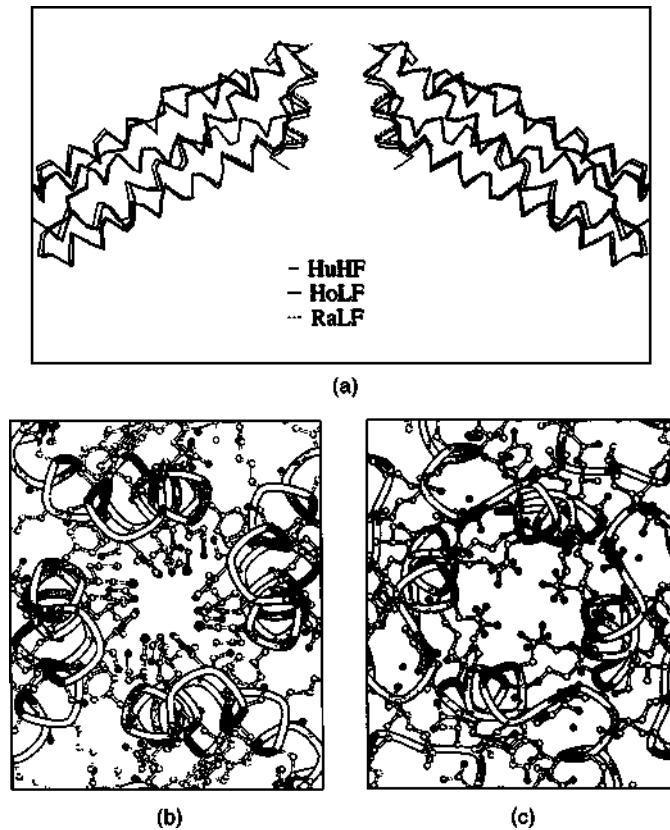 – HuHF
– HoLF
··· RaLF
(a)
(b)
(c)